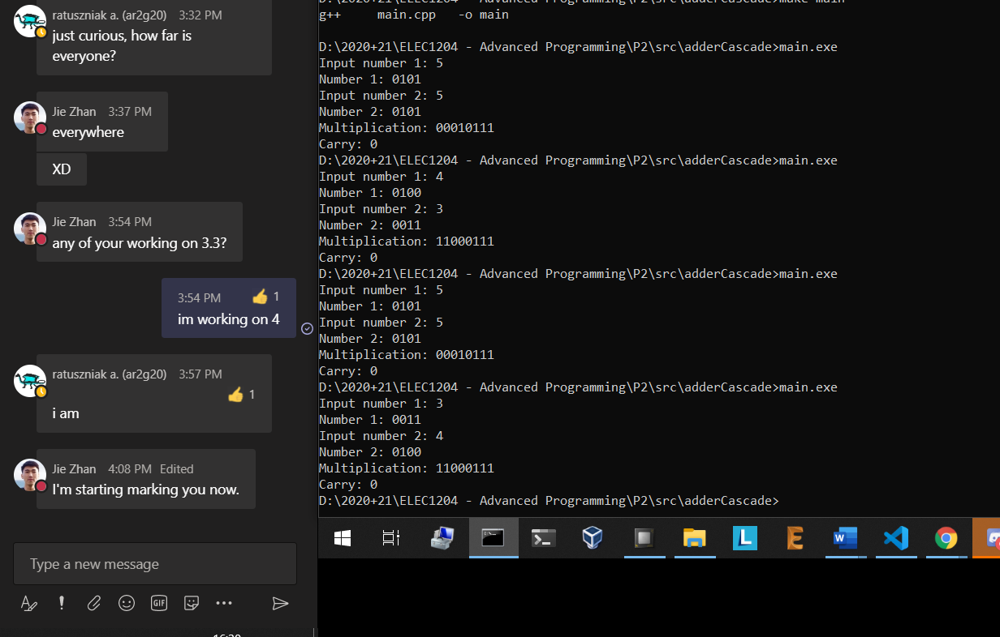 ratuszniak a. (ar2g20) 3:32 PM
just curious, how far is
everyone?
Jie Zhan 3:37 PM
everywhere
XD
Jie Zhan 3:54 PM
any of your working on 3.3?
3:54 PM 👍 1
im working on 4
ratuszniak a. (ar2g20) 3:57 PM
👍 1
i am
Jie Zhan 4:08 PM Edited
I'm starting marking you now.
Type a new message
GIF
D:\2020+21\ELEC1204 - Advanced Programming\P2\src\adderCascade>make main
g++ main.cpp -o main
D:\2020+21\ELEC1204 - Advanced Programming\P2\src\adderCascade>main.exe
Input number 1: 5
Number 1: 0101
Input number 2: 5
Number 2: 0101
Multiplication: 00010111
Carry: 0
D:\2020+21\ELEC1204 - Advanced Programming\P2\src\adderCascade>main.exe
Input number 1: 4
Number 1: 0100
Input number 2: 3
Number 2: 0011
Multiplication: 11000111
Carry: 0
D:\2020+21\ELEC1204 - Advanced Programming\P2\src\adderCascade>main.exe
Input number 1: 5
Number 1: 0101
Input number 2: 5
Number 2: 0101
Multiplication: 00010111
Carry: 0
D:\2020+21\ELEC1204 - Advanced Programming\P2\src\adderCascade>main.exe
Input number 1: 3
Number 1: 0011
Input number 2: 4
Number 2: 0100
Multiplication: 11000111
Carry: 0
D:\2020+21\ELEC1204 - Advanced Programming\P2\src\adderCascade>